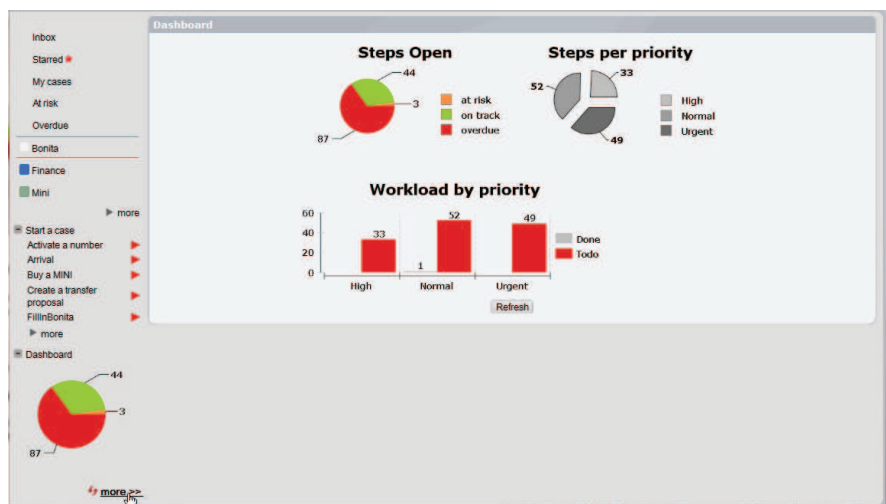 Dashboard
Inbox
Starred
My cases
At risk
Overdue
Bonita
Finance
Mini
more
Start a case
Activate a number
Arrival
Buy a MINI
Create a transfer
proposal
FillInBonita
more
Dashboard
44
3
87
more >>
Steps Open
44
3
87
at risk
on track
overdue
Steps per priority
33
52
49
High
Normal
Urgent
Workload by priority
60
40
20
0
33
1
52
49
High
Normal
Urgent
Done
Todo
Refresh